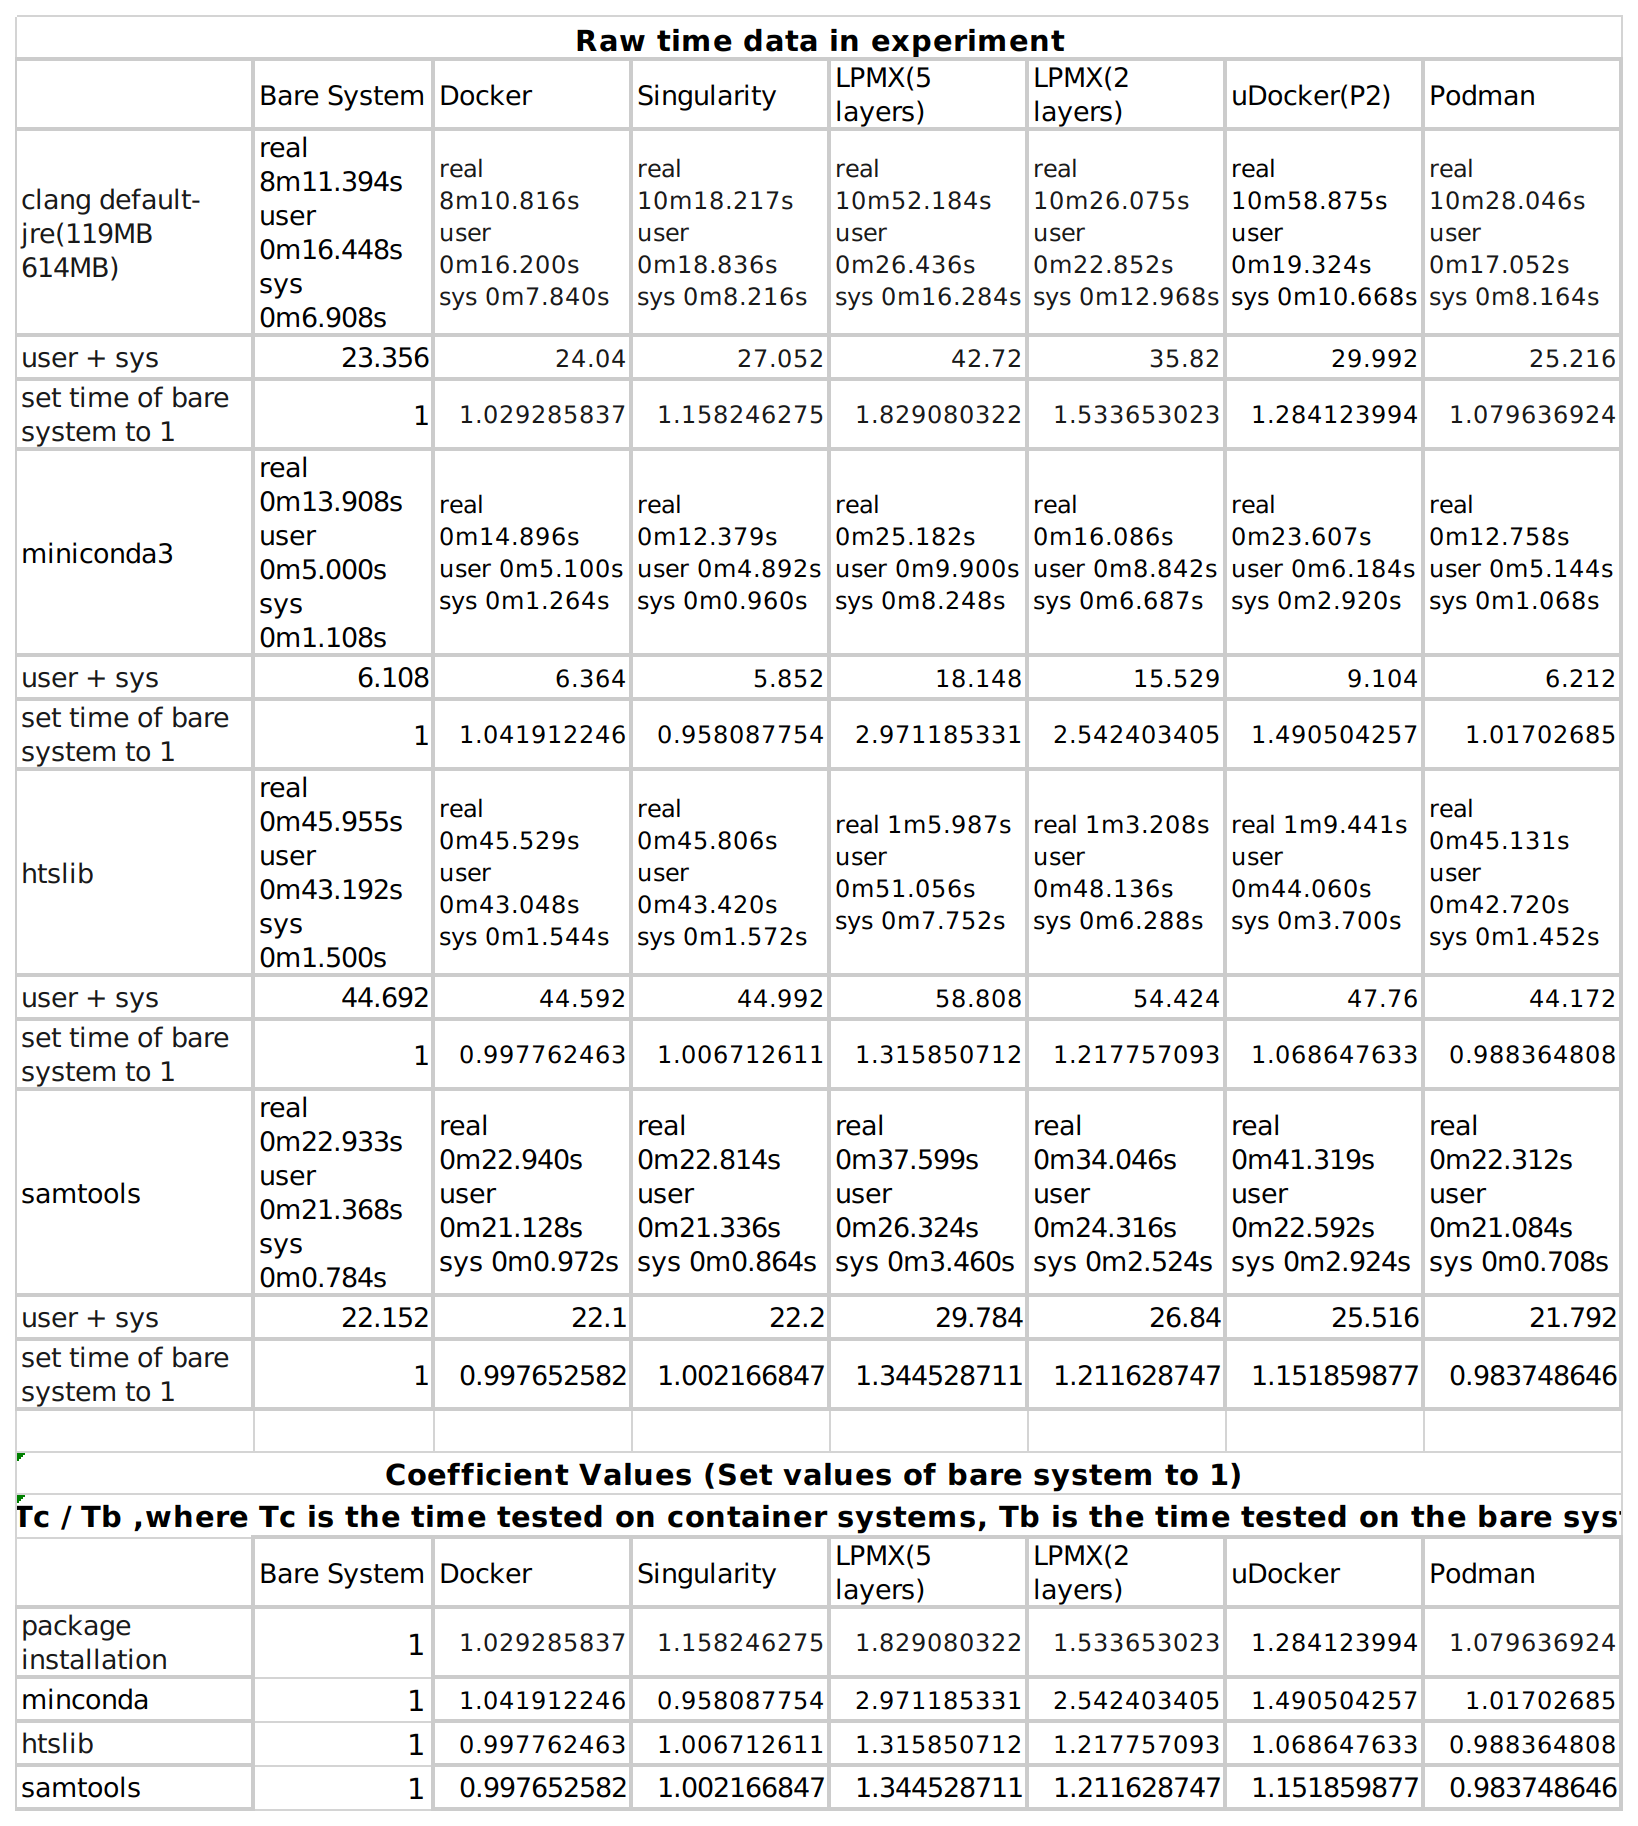 Raw time data in experiment
Bare System Docker Singularity LPMX(5 layers) LPMX(2 layers) uDocker(P2) Podman
clang default-jre(119MB 614MB) real 8m11.394s user 0m16.448s sys 0m6.908s real 8m10.816s user 0m16.200s sys 0m7.840s real 10m18.217s user 0m18.836s sys 0m8.216s real 10m52.184s user 0m26.436s sys 0m16.284s real 10m26.075s user 0m22.852s sys 0m12.968s real 10m58.875s user 0m19.324s sys 0m10.668s real 10m28.046s user 0m17.052s sys 0m8.164s
user + sys 23.356 24.04 27.052 42.72 35.82 29.992 25.216
set time of bare system to 1 1 1.029285837 1.158246275 1.829080322 1.533653023 1.284123994 1.079636924
miniconda3 real 0m13.908s user 0m5.000s sys 0m1.108s real 0m14.896s user 0m5.100s sys 0m1.264s real 0m12.379s user 0m4.892s sys 0m0.960s real 0m25.182s user 0m9.900s sys 0m8.248s real 0m16.086s user 0m8.842s sys 0m6.687s real 0m23.607s user 0m6.184s sys 0m2.920s real 0m12.758s user 0m5.144s sys 0m1.068s
user + sys 6.108 6.364 5.852 18.148 15.529 9.104 6.212
set time of bare system to 1 1 1.041912246 0.958087754 2.971185331 2.542403405 1.490504257 1.01702685
htslib real 0m45.955s user 0m43.192s sys 0m1.500s real 0m45.529s user 0m43.048s sys 0m1.544s real 0m45.806s user 0m43.420s sys 0m1.572s real 1m5.987s user 0m51.056s sys 0m7.752s real 1m3.208s user 0m48.136s sys 0m6.288s real 1m9.441s user 0m44.060s sys 0m3.700s real 0m45.131s user 0m42.720s sys 0m1.452s
user + sys 44.692 44.592 44.992 58.808 54.424 47.76 44.172
set time of bare system to 1 1 0.997762463 1.006712611 1.315850712 1.217757093 1.068647633 0.988364808
samtools real 0m22.933s user 0m21.368s sys 0m0.784s real 0m22.940s user 0m21.128s sys 0m0.972s real 0m22.814s user 0m21.336s sys 0m0.864s real 0m37.599s user 0m26.324s sys 0m3.460s real 0m34.046s user 0m24.316s sys 0m2.524s real 0m41.319s user 0m22.592s sys 0m2.924s real 0m22.312s user 0m21.084s sys 0m0.708s
user + sys 22.152 22.1 22.2 29.784 26.84 25.516 21.792
set time of bare system to 1 1 0.997652582 1.002166847 1.344528711 1.211628747 1.151859877 0.983748646
Coefficient Values (Set values of bare system to 1)
Tc / Tb ,where Tc is the time tested on container systems, Tb is the time tested on the bare sys
Bare System Docker Singularity LPMX(5 layers) LPMX(2 layers) uDocker Podman
package installation 1 1.029285837 1.158246275 1.829080322 1.533653023 1.284123994 1.079636924
minconda 1 1.041912246 0.958087754 2.971185331 2.542403405 1.490504257 1.01702685
htslib 1 0.997762463 1.006712611 1.315850712 1.217757093 1.068647633 0.988364808
samtools 1 0.997652582 1.002166847 1.344528711 1.211628747 1.151859877 0.983748646